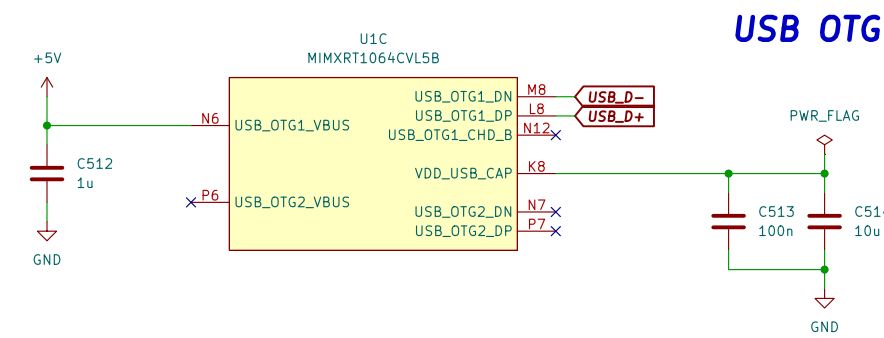 USB OTG
U1C
MIMXRT1064CVL5B
+5V
N6
USB_OTG1_VBUS
P6
USB_OTG2_VBUS
USB_OTG1_DN
M8
USB_D-
USB_OTG1_DP
L8
USB_D+
USB_OTG1_CHD_B
N12
VDD_USB_CAP
K8
USB_OTG2_DN
N7
USB_OTG2_DP
P7
C512
1u
GND
PWR_FLAG
C513
100n
10u
GND